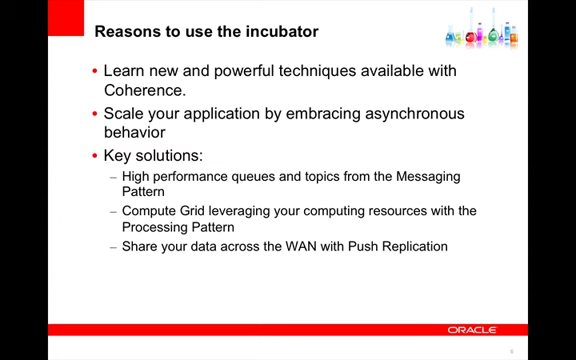 Reasons to use the incubator
• Learn new and powerful techniques available with
Coherence.
• Scale your application by embracing asynchronous
behavior
• Key solutions:
– High performance queues and topics from the Messaging
Pattern
– Compute Grid leveraging your computing resources with the
Processing Pattern
– Share your data across the WAN with Push Replication
ORACLE